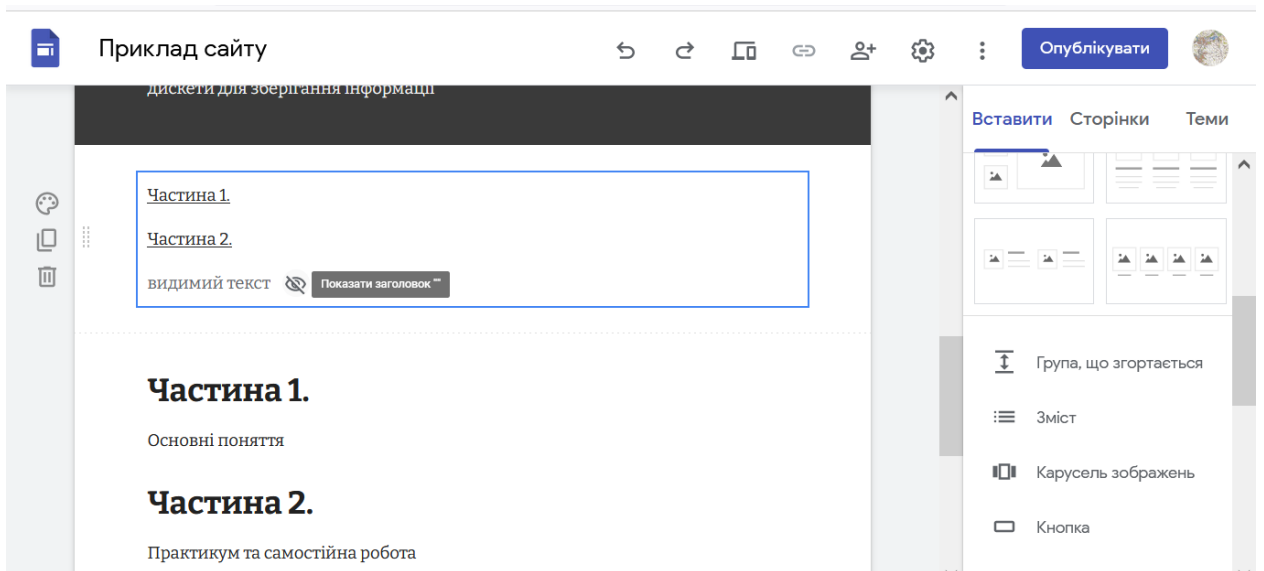 Приклад сайту
Опублікувати
дискети для зберігання інформації
Вставити Сторінки Теми
Частина 1.
Частина 2.
видимий текст Показати заголовок ""
Частина 1.
Основні поняття
Частина 2.
Практикум та самостійна робота
Група, що згортається
Зміст
Карусель зображень
Кнопка